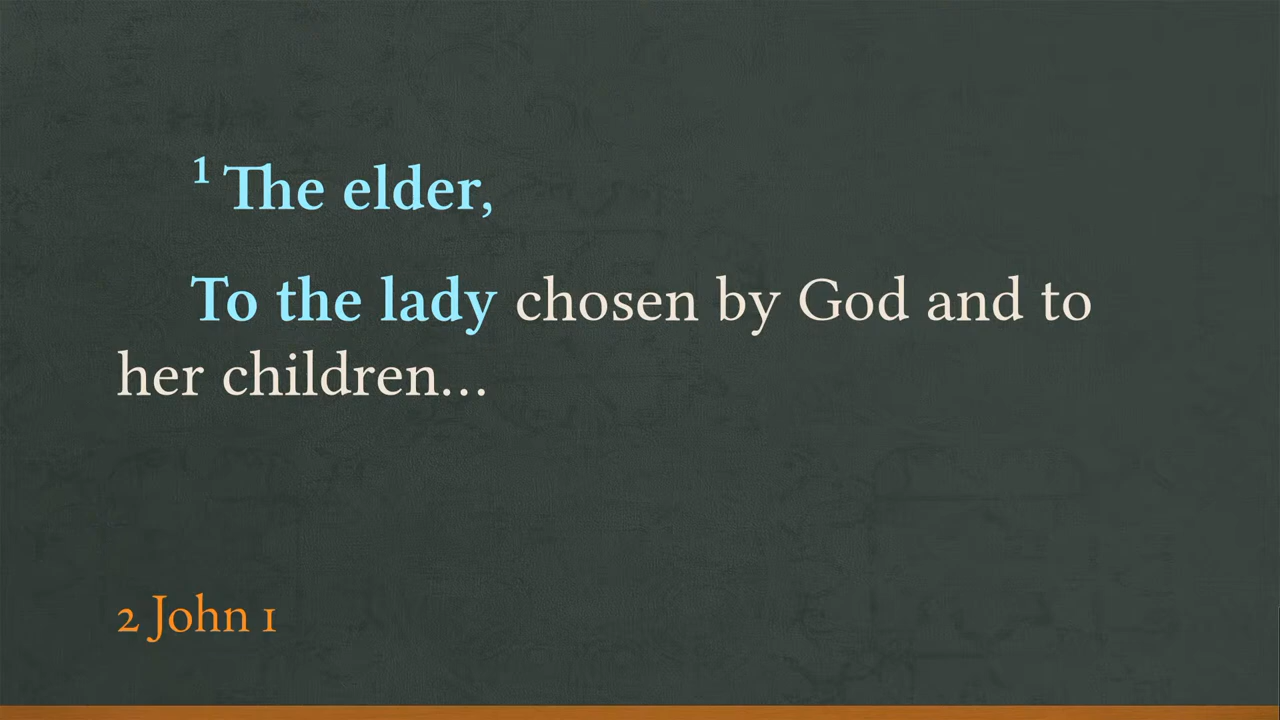 ¹ The elder,
To the lady chosen by God and to
her children…
2 John 1